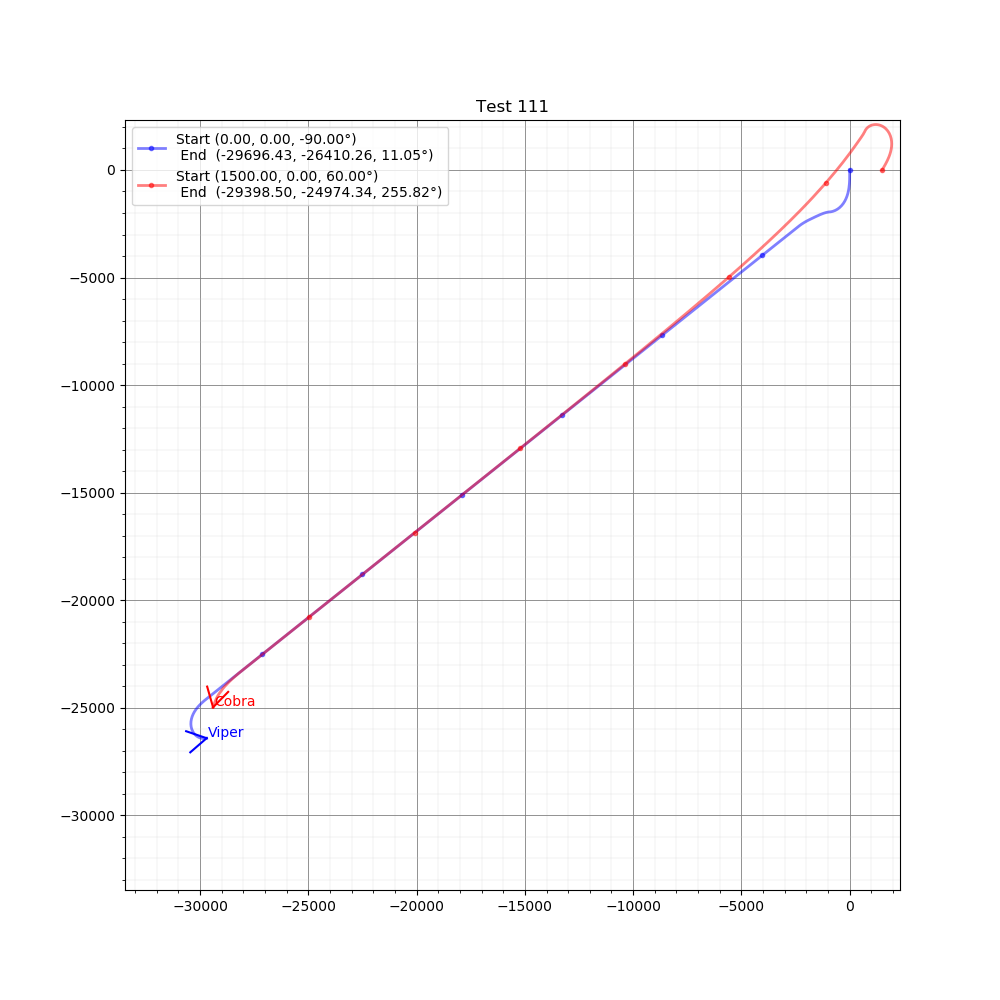 Test 111
Start (0.00, 0.00, -90.00°)
End  (-29696.43, -26410.26, 11.05°)
Start (1500.00, 0.00, 60.00°)
End  (-29398.50, -24974.34, 255.82°)
0
−5000
−10000
−15000
−20000
−25000
−30000
Cobra
Viper
−30000 −25000 −20000 −15000 −10000 −5000 0